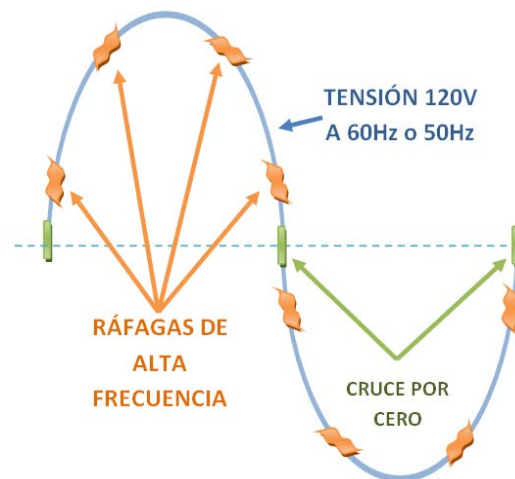 TENSIÓN 120V
A 60Hz o 50Hz
RÁFAGAS DE
ALTA
FRECUENCIA
CRUCE POR
CERO